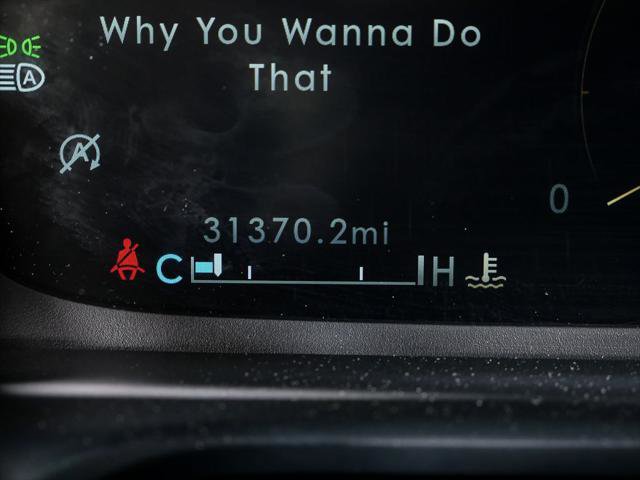 Why You Wanna Do
That
A
A
0
31370.2mi
C H